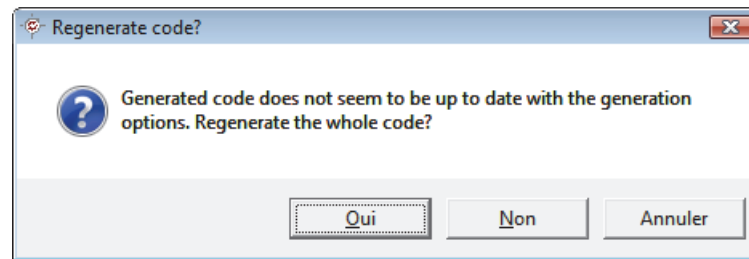 Regenerate code?
Generated code does not seem to be up to date with the generation
options. Regenerate the whole code?
Oui Non Annuler